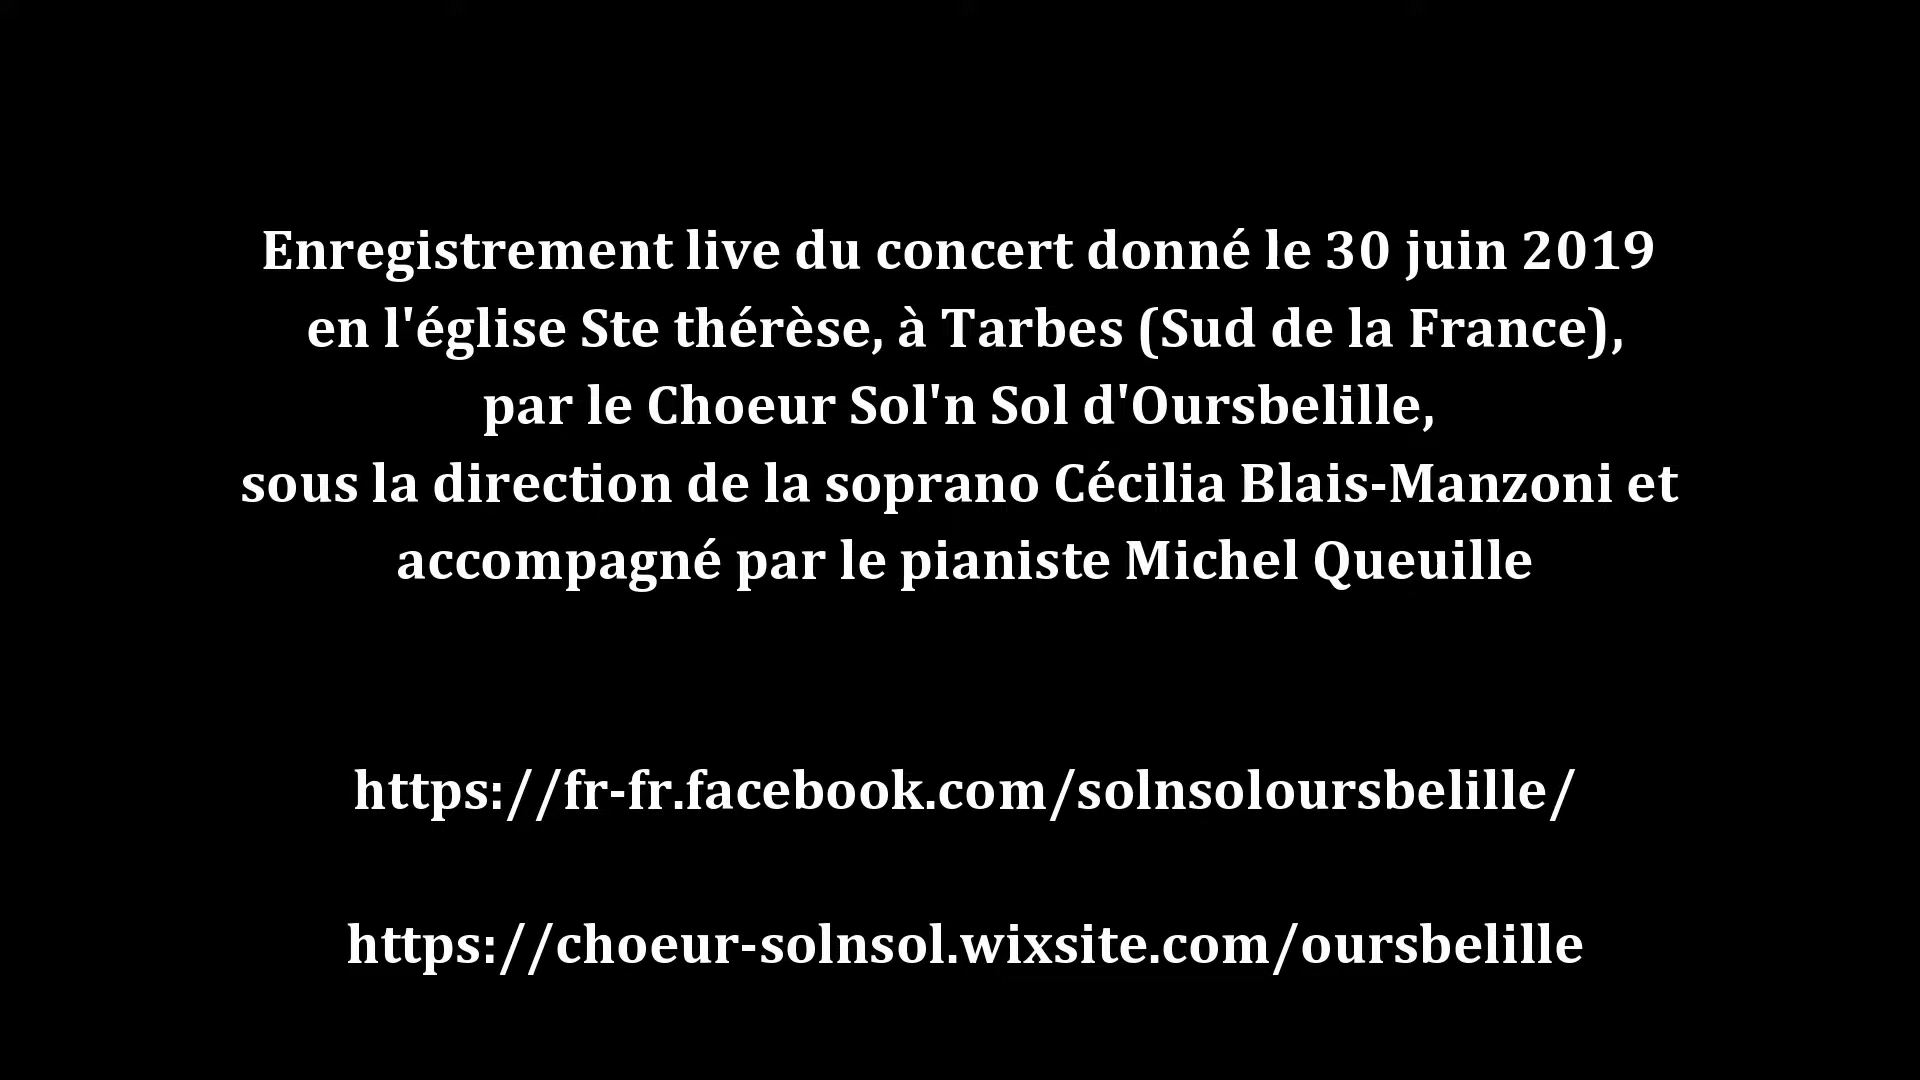 Enregistrement live du concert donné le 30 juin 2019
en l'église Ste thérèse, à Tarbes (Sud de la France),
par le Choeur Sol'n Sol d'Oursbelille,
sous la direction de la soprano Cécilia Blais-Manzoni et
accompagné par le pianiste Michel Queuille
https://fr-fr.facebook.com/solnsoloursbelille/
https://choeur-solnsol.wixsite.com/oursbelille